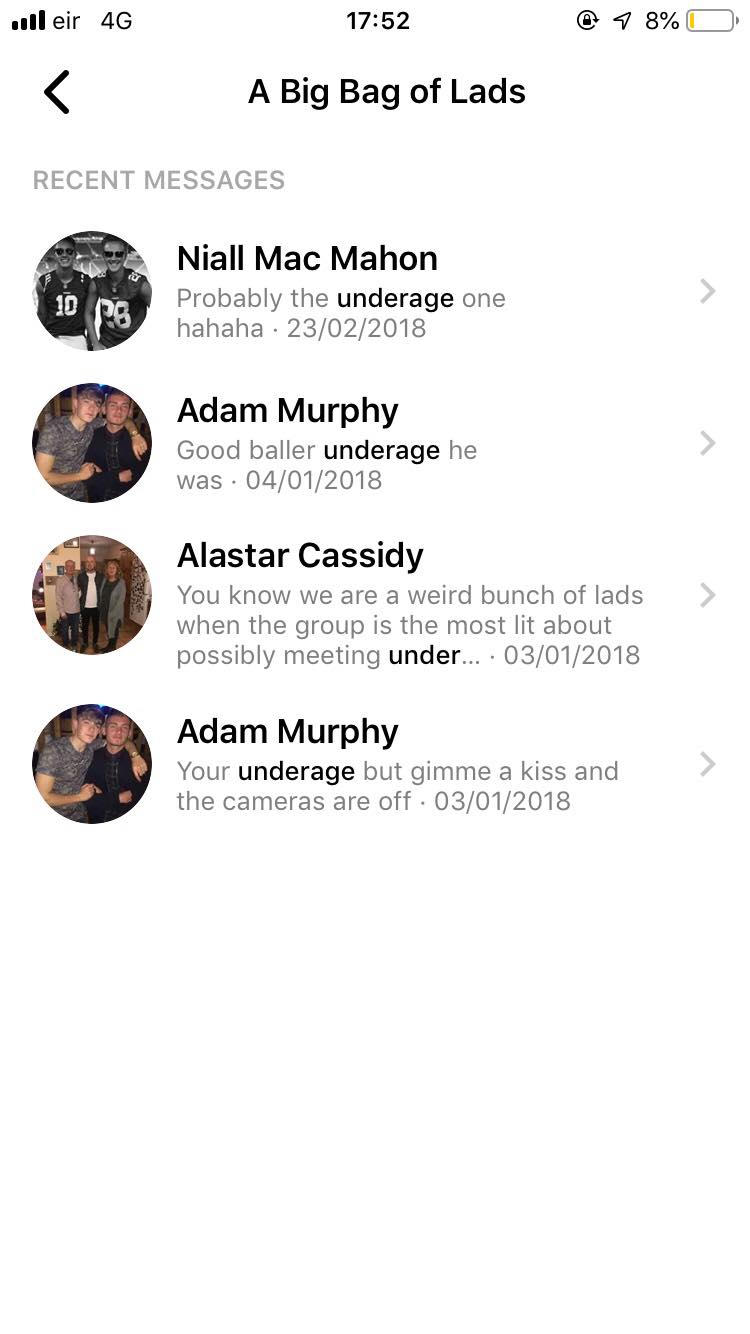 eir 4G 17:52 8%
A Big Bag of Lads
RECENT MESSAGES
10 28
Niall Mac Mahon
Probably the underage one
hahaha · 23/02/2018
Adam Murphy
Good baller underage he
was · 04/01/2018
Alastar Cassidy
You know we are a weird bunch of lads
when the group is the most lit about
possibly meeting under... · 03/01/2018
Adam Murphy
Your underage but gimme a kiss and
the cameras are off · 03/01/2018